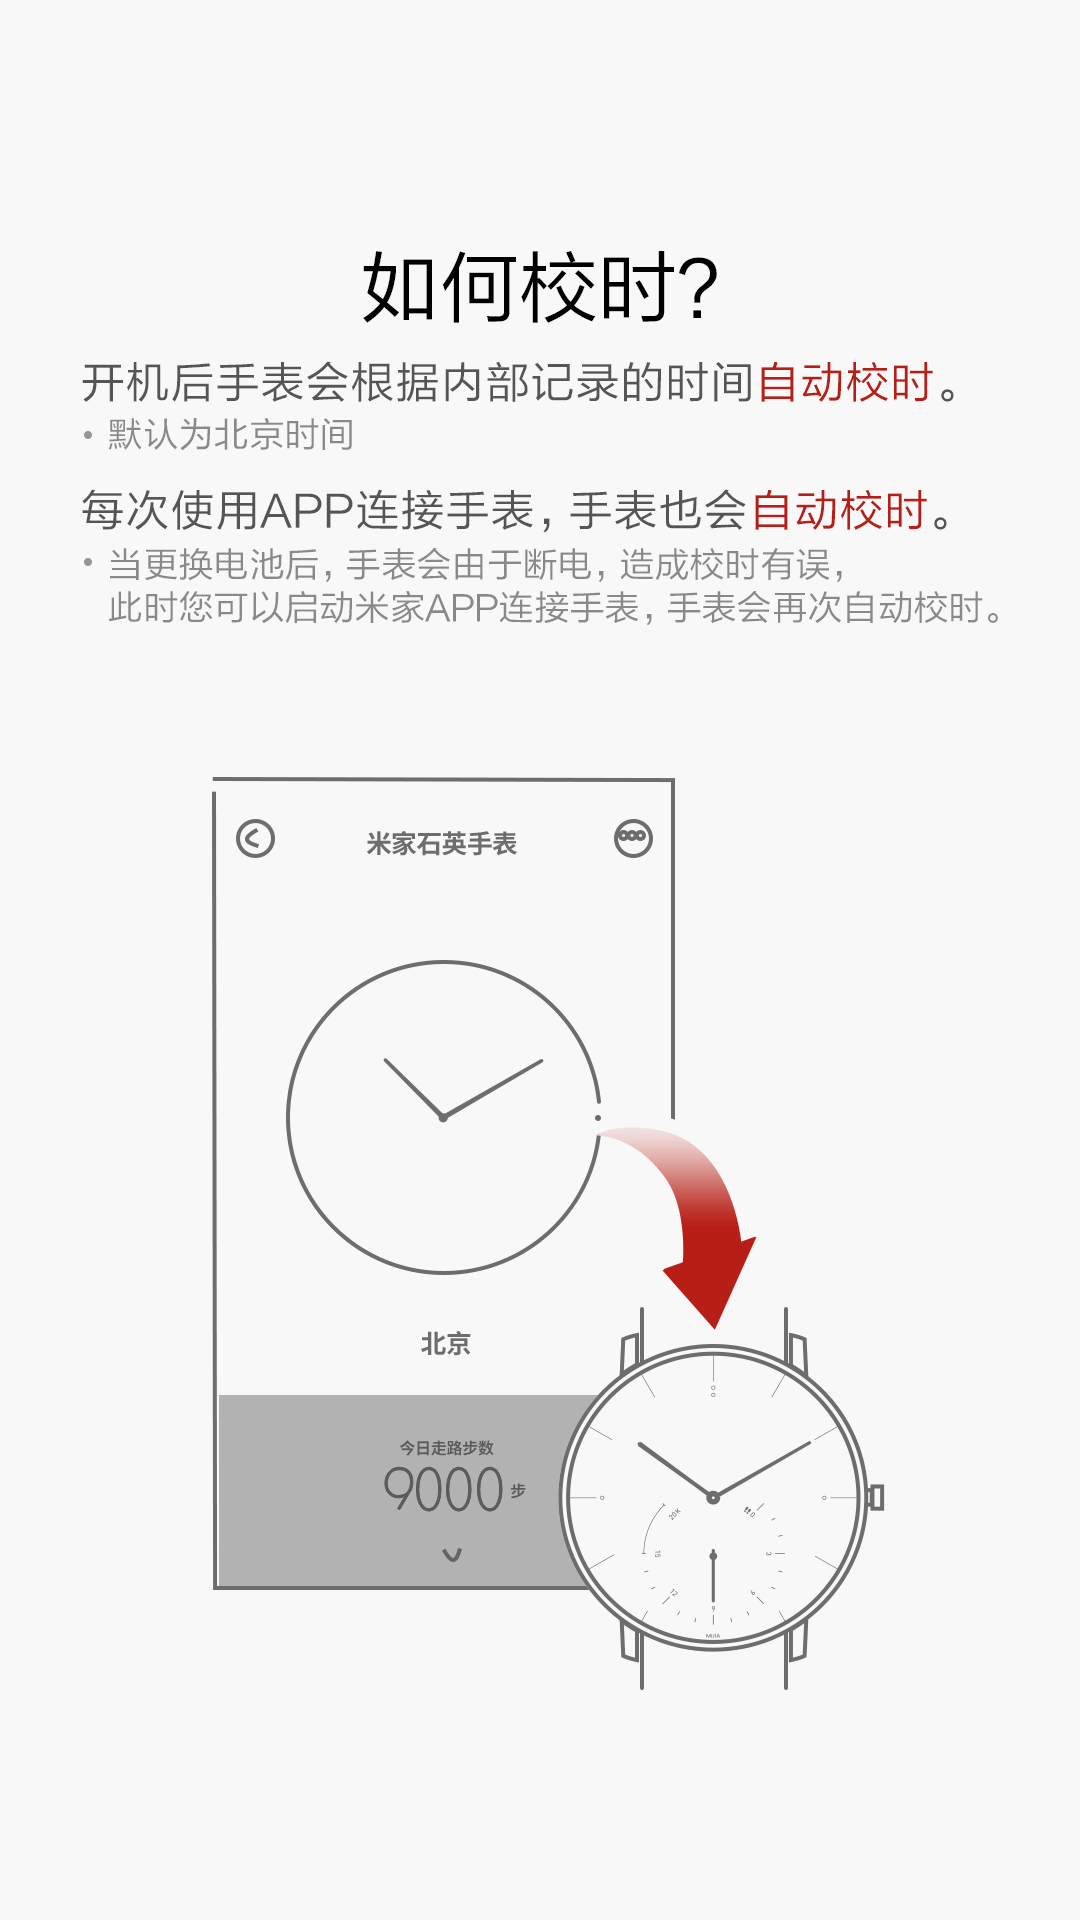 如何校时?
开机后手表会根据内部记录的时间自动校时。
• 默认为北京时间
每次使用APP连接手表, 手表也会自动校时。
• 当更换电池后, 手表会由于断电, 造成校时有误,
此时您可以启动米家APP连接手表, 手表会再次自动校时。
米家石英手表
北京
今日走路步数
9000 步
20K
0
15
3
12
6
9
MIJIA